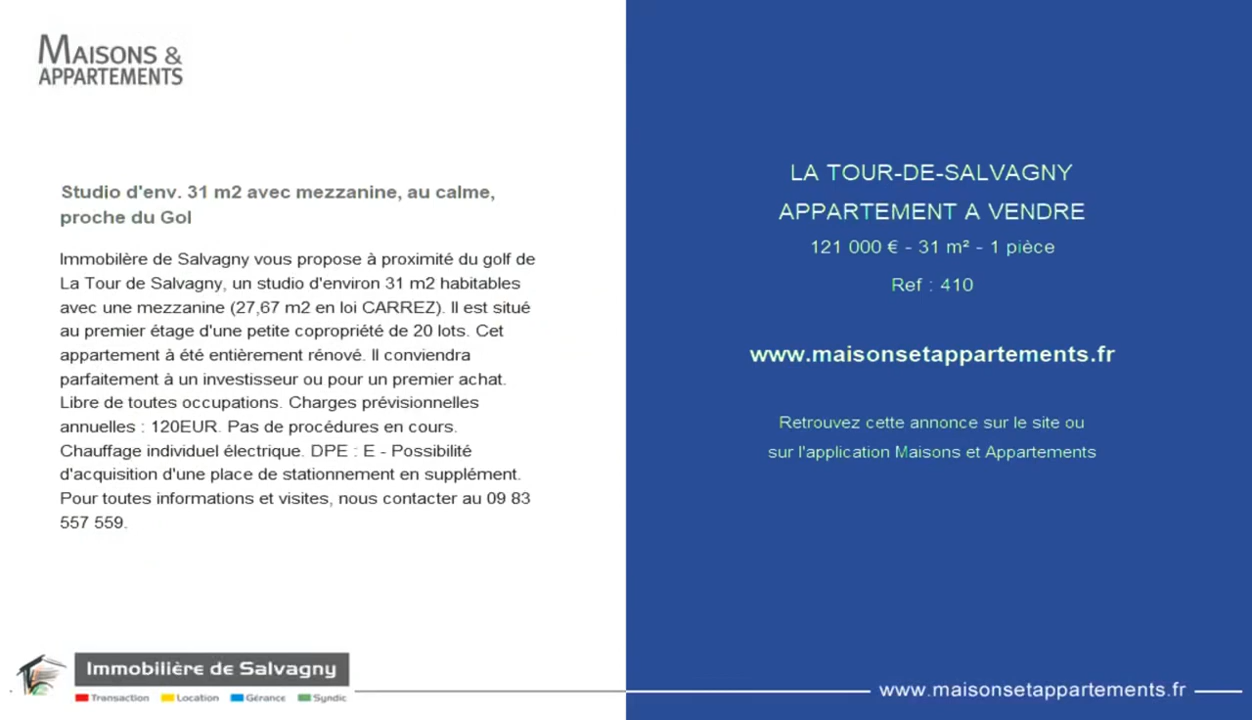 MAISONS &
APPARTEMENTS
Studio d'env. 31 m2 avec mezzanine, au calme,
proche du Gol
Immobilère de Salvagny vous propose à proximité du golf de
La Tour de Salvagny, un studio d'environ 31 m2 habitables
avec une mezzanine (27,67 m2 en loi CARREZ). Il est situé
au premier étage d'une petite copropriété de 20 lots. Cet
appartement à été entièrement rénové. Il conviendra
parfaitement à un investisseur ou pour un premier achat.
Libre de toutes occupations. Charges prévisionnelles
annuelles : 120EUR. Pas de procédures en cours.
Chauffage individuel électrique. DPE : E - Possibilité
d'acquisition d'une place de stationnement en supplément.
Pour toutes informations et visites, nous contacter au 09 83
557 559.
Immobilière de Salvagny
Transaction Location Gérance Syndic
LA TOUR-DE-SALVAGNY
APPARTEMENT A VENDRE
121 000 € - 31 m² - 1 pièce
Ref : 410
www.maisonsetappartements.fr
Retrouvez cette annonce sur le site ou
sur l'application Maisons et Appartements
www.maisonsetappartements.fr